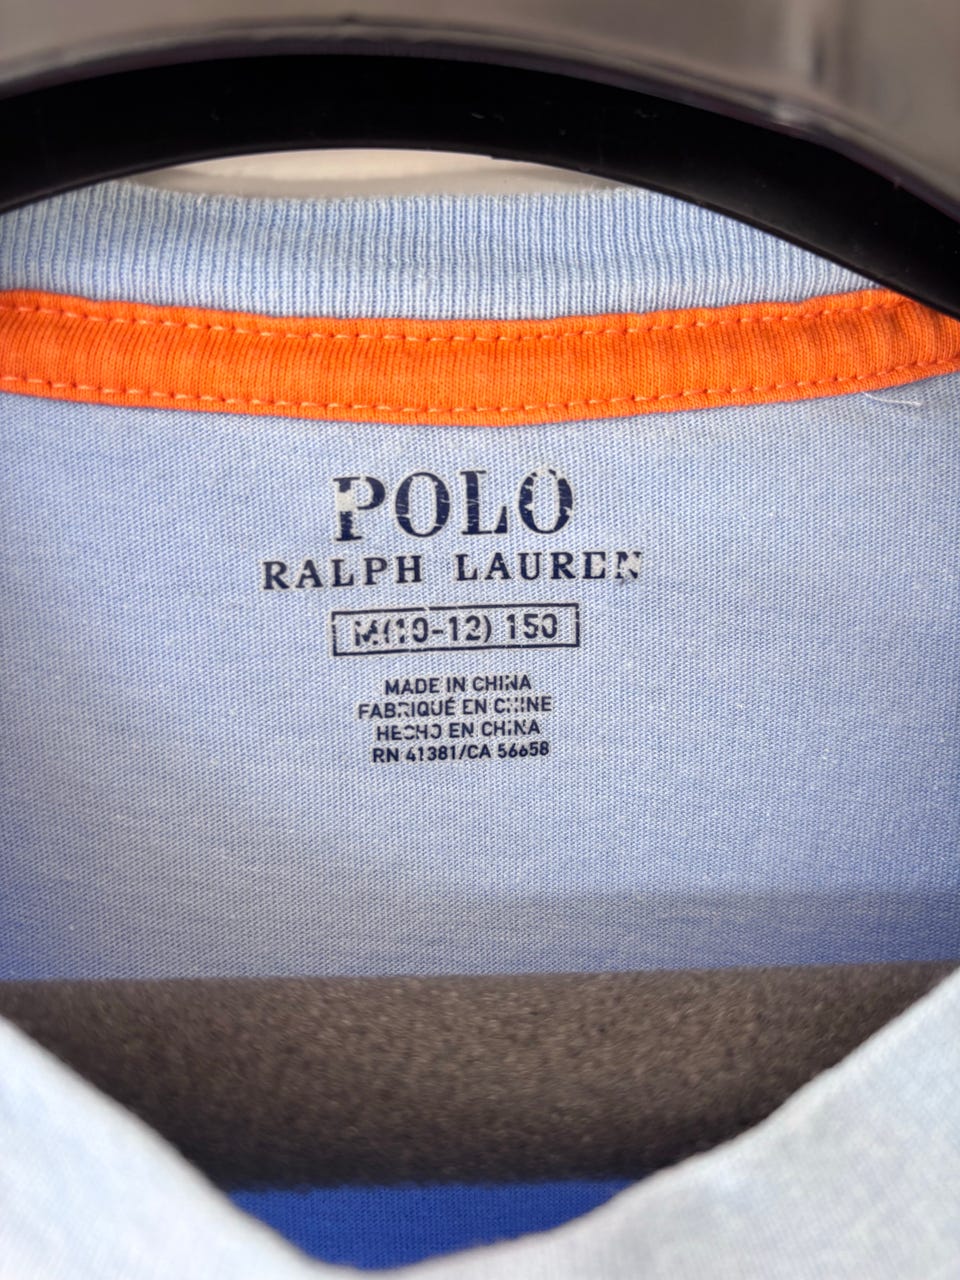 POLO
RALPH LAUREN
M(10-12) 150
MADE IN CHINA
FABRIQUÉ EN CHINE
HECHO EN CHINA
RN 41381/CA 56658